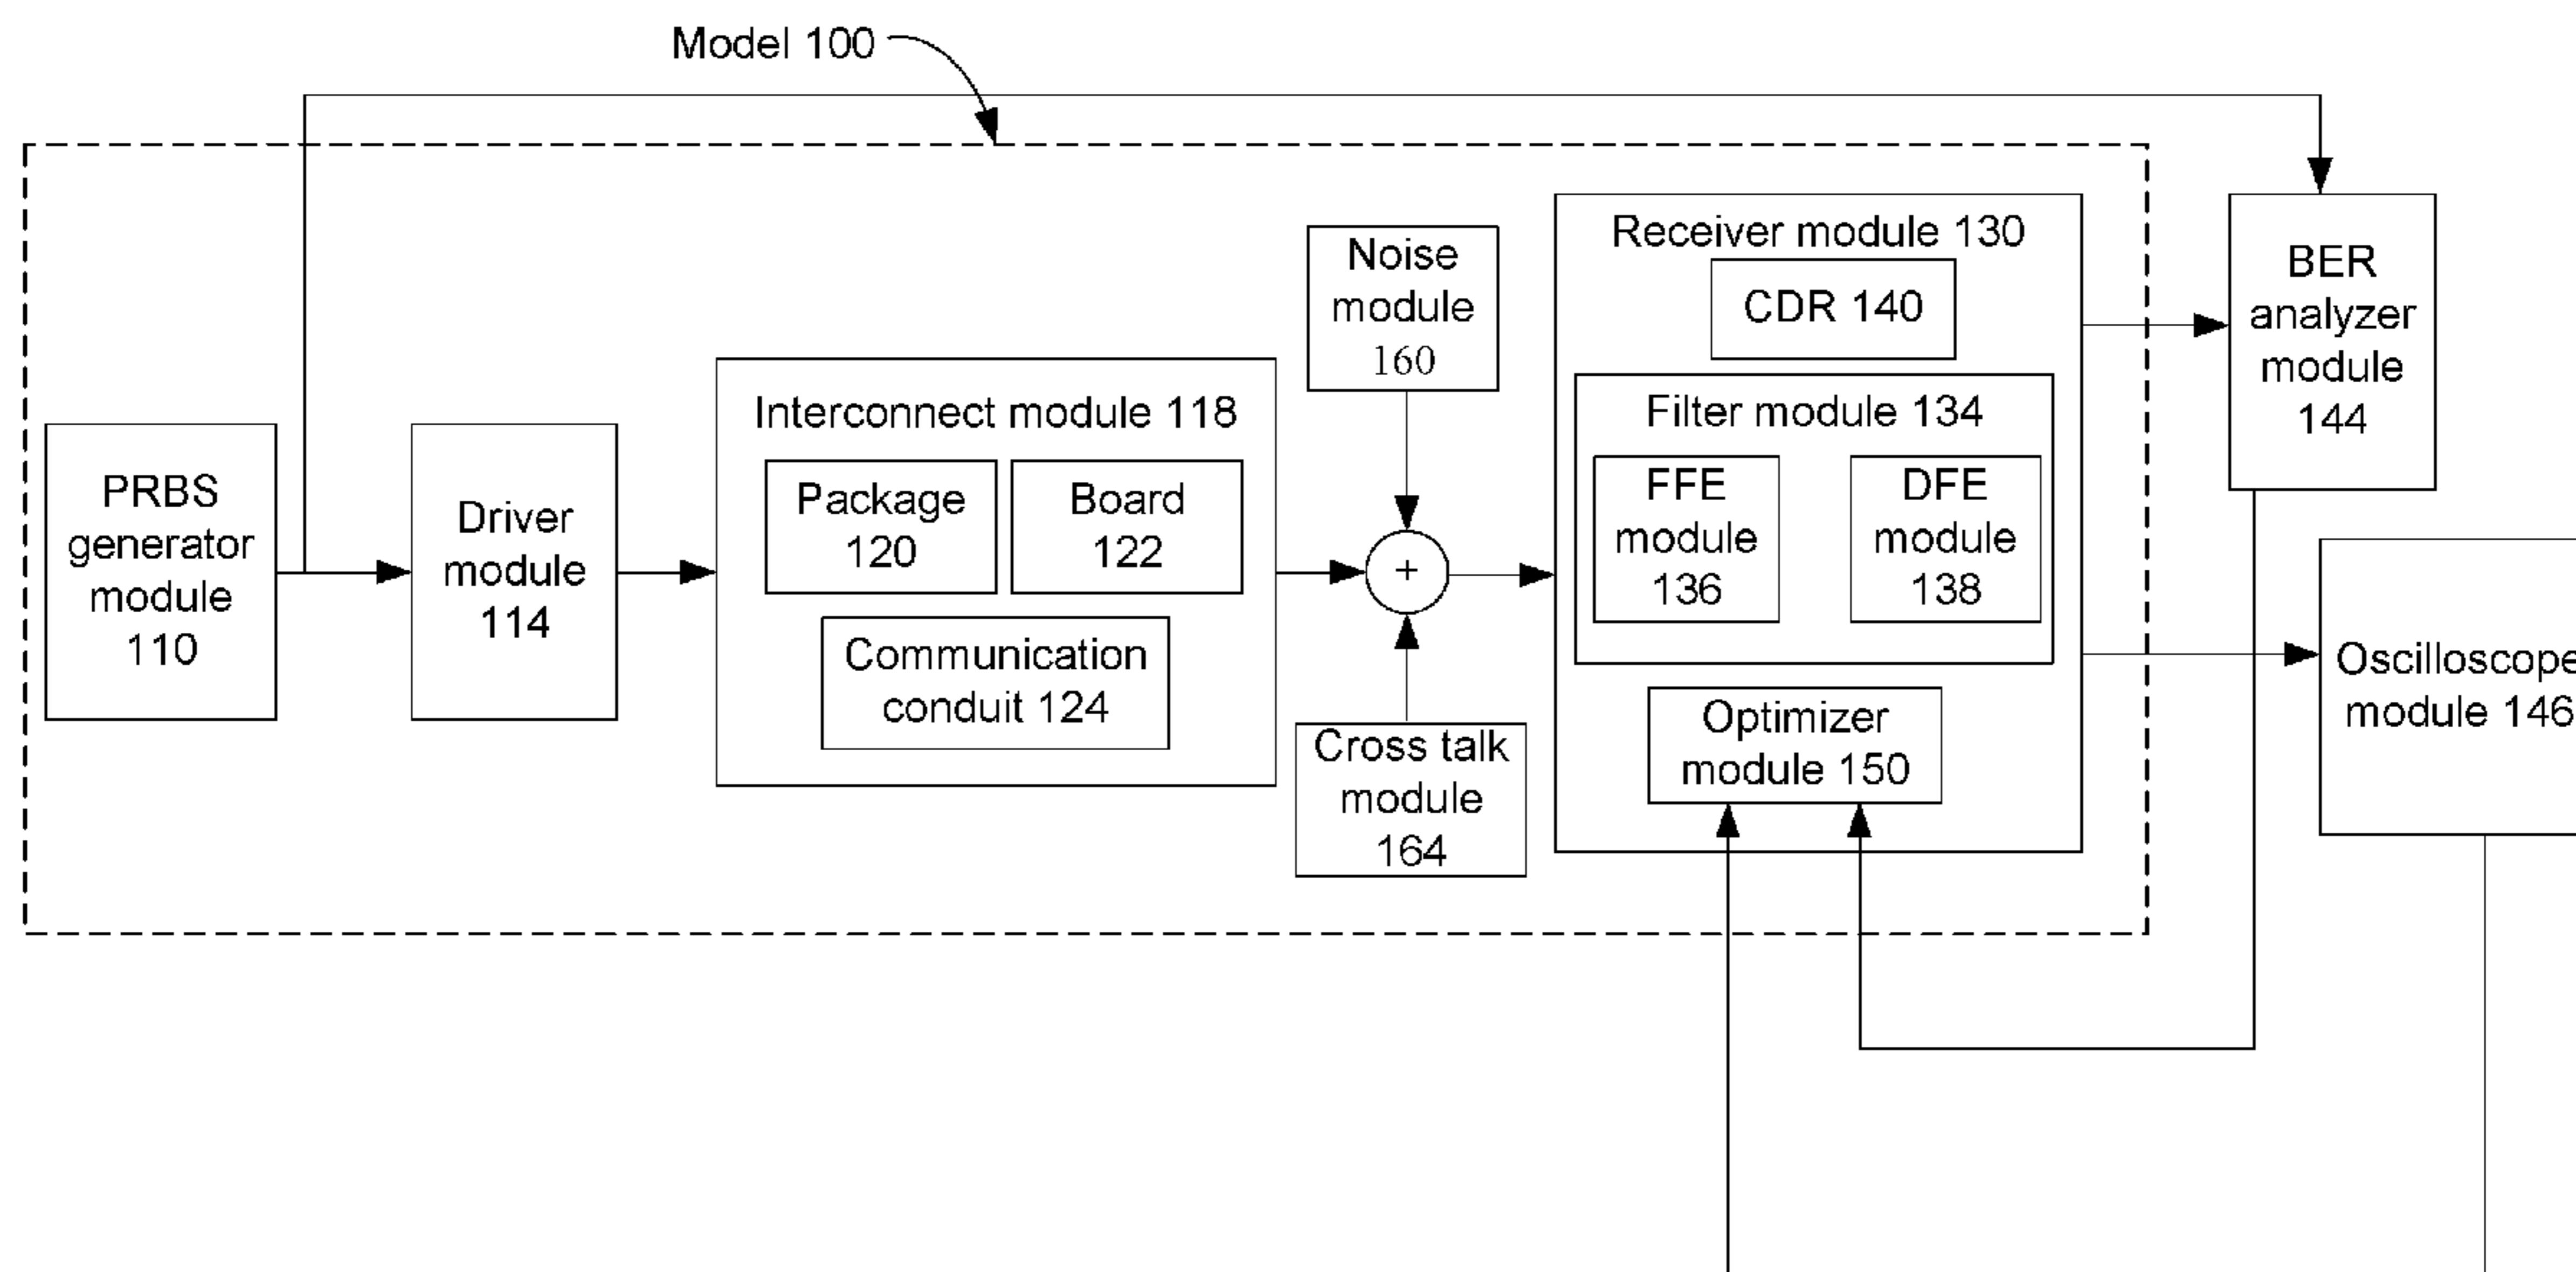 Model 100
PRBS
generator
module
110
Driver
module
114
Interconnect module 118
Package
120
Board
122
Communication
conduit 124
Noise
module
160
+
Cross talk
module
164
Receiver module 130
CDR 140
Filter module 134
FFE
module
136
DFE
module
138
Optimizer
module 150
BER
analyzer
module
144
Oscilloscope
module 146